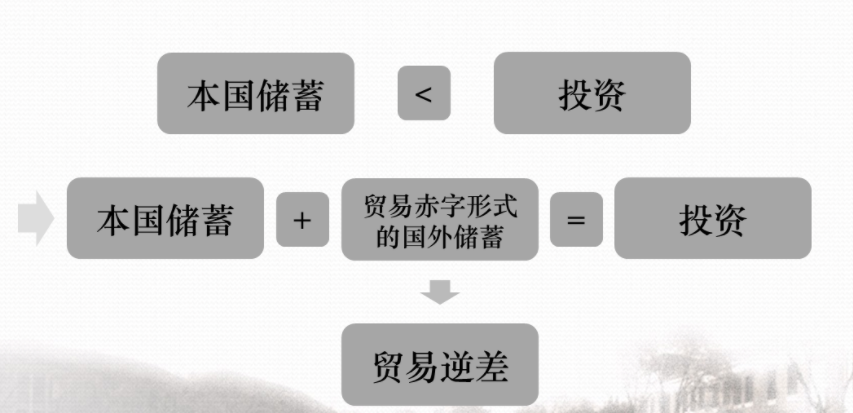 本国储蓄 < 投资
本国储蓄 + 贸易赤字形式 = 投资
的国外储蓄
贸易逆差